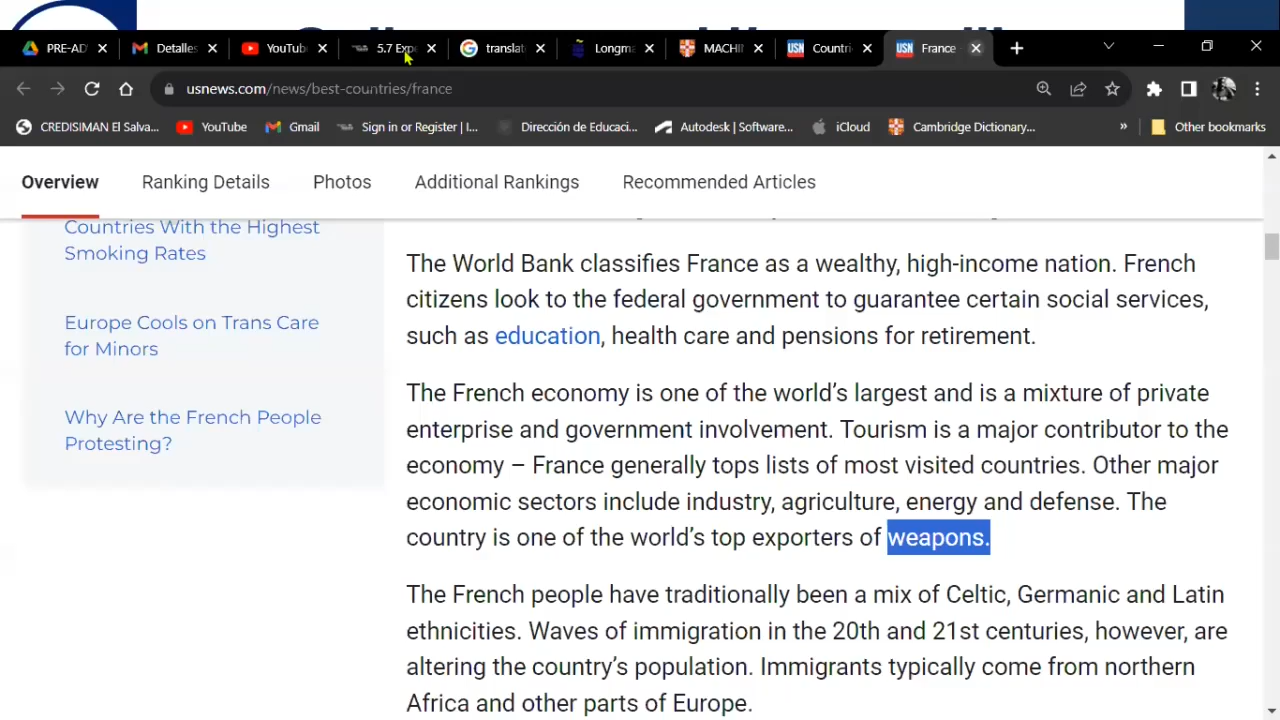 PRE-AD
Detalles
YouTub
5.7 Exp
translat
Longm
MACHI
USN
Countri
USN
France
usnews.com/news/best-countries/france
CREDISIMAN El Salva...
YouTube
Gmail
Sign in or Register | I...
Dirección de Educaci...
Autodesk | Software...
iCloud
Cambridge Dictionary...
»
Other bookmarks
Overview
Ranking Details
Photos
Additional Rankings
Recommended Articles
Countries With the Highest
Smoking Rates
Europe Cools on Trans Care
for Minors
Why Are the French People
Protesting?
The World Bank classifies France as a wealthy, high-income nation. French
citizens look to the federal government to guarantee certain social services,
such as education, health care and pensions for retirement.
The French economy is one of the world’s largest and is a mixture of private
enterprise and government involvement. Tourism is a major contributor to the
economy – France generally tops lists of most visited countries. Other major
economic sectors include industry, agriculture, energy and defense. The
country is one of the world’s top exporters of weapons.
The French people have traditionally been a mix of Celtic, Germanic and Latin
ethnicities. Waves of immigration in the 20th and 21st centuries, however, are
altering the country’s population. Immigrants typically come from northern
Africa and other parts of Europe.